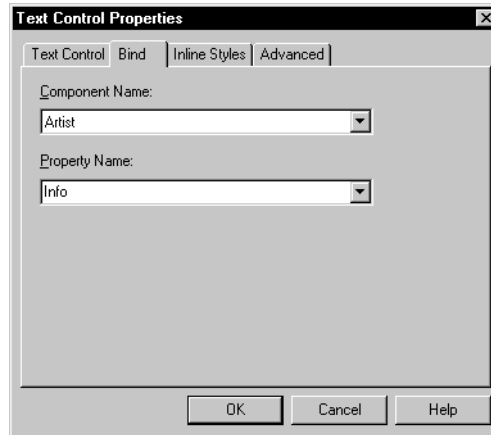 Text Control Properties
Text Control Bind Inline Styles Advanced
Component Name:
Artist
Property Name:
Info
OK Cancel Help